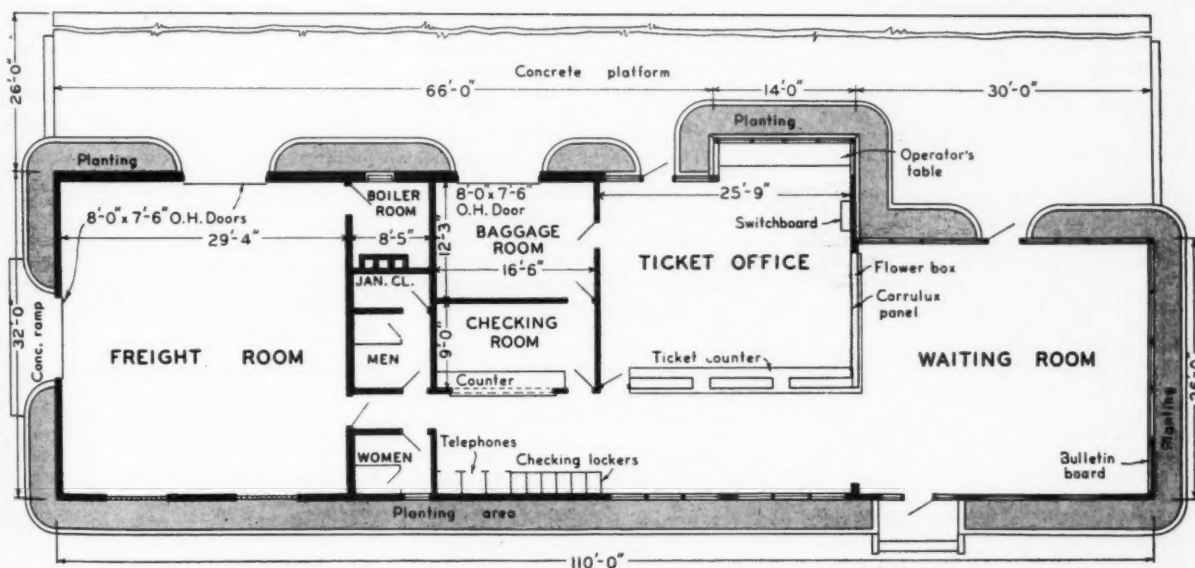 Concrete platform
26'-0"
66'-0"
14'-0"
30'-0"
Planting
Planting
Operator's
table
8'-0"x 7'-6" O.H. Doors
BOILER
ROOM
8'-0"x 7'-6"
O.H. Door
25'-9"
Switchboard
29'-4"
8'-5"
12'-3"
BAGGAGE
ROOM
16'-6"
TICKET OFFICE
Flower box
Corrulux
panel
JAN. CL.
32'-0"
Conc. ramp
FREIGHT ROOM
MEN
9'-0"
CHECKING
ROOM
Counter
Ticket counter
WAITING ROOM
26'-0"
Planting
WOMEN
Telephones
Checking lockers
Bulletin
board
Planting area
110'-0"